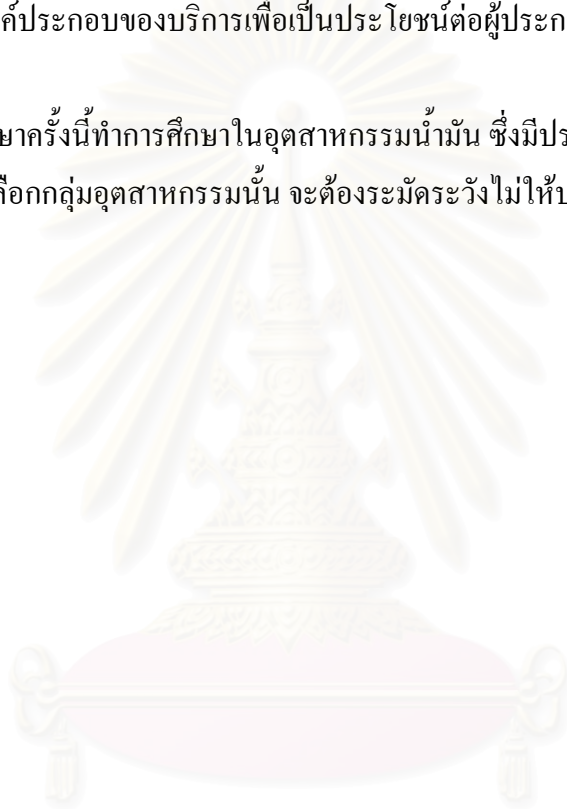 ค์ประกอบของบริการเพื่อเป็นประโยชน์ต่อผู้ประก
ษาครั้งนี้ทำการศึกษาในอุตสาหกรรมน้ำมัน ซึ่งมีปร
ลือกกลุ่มอุตสาหกรรมนั้น จะต้องระมัดระวังไม่ให้บ